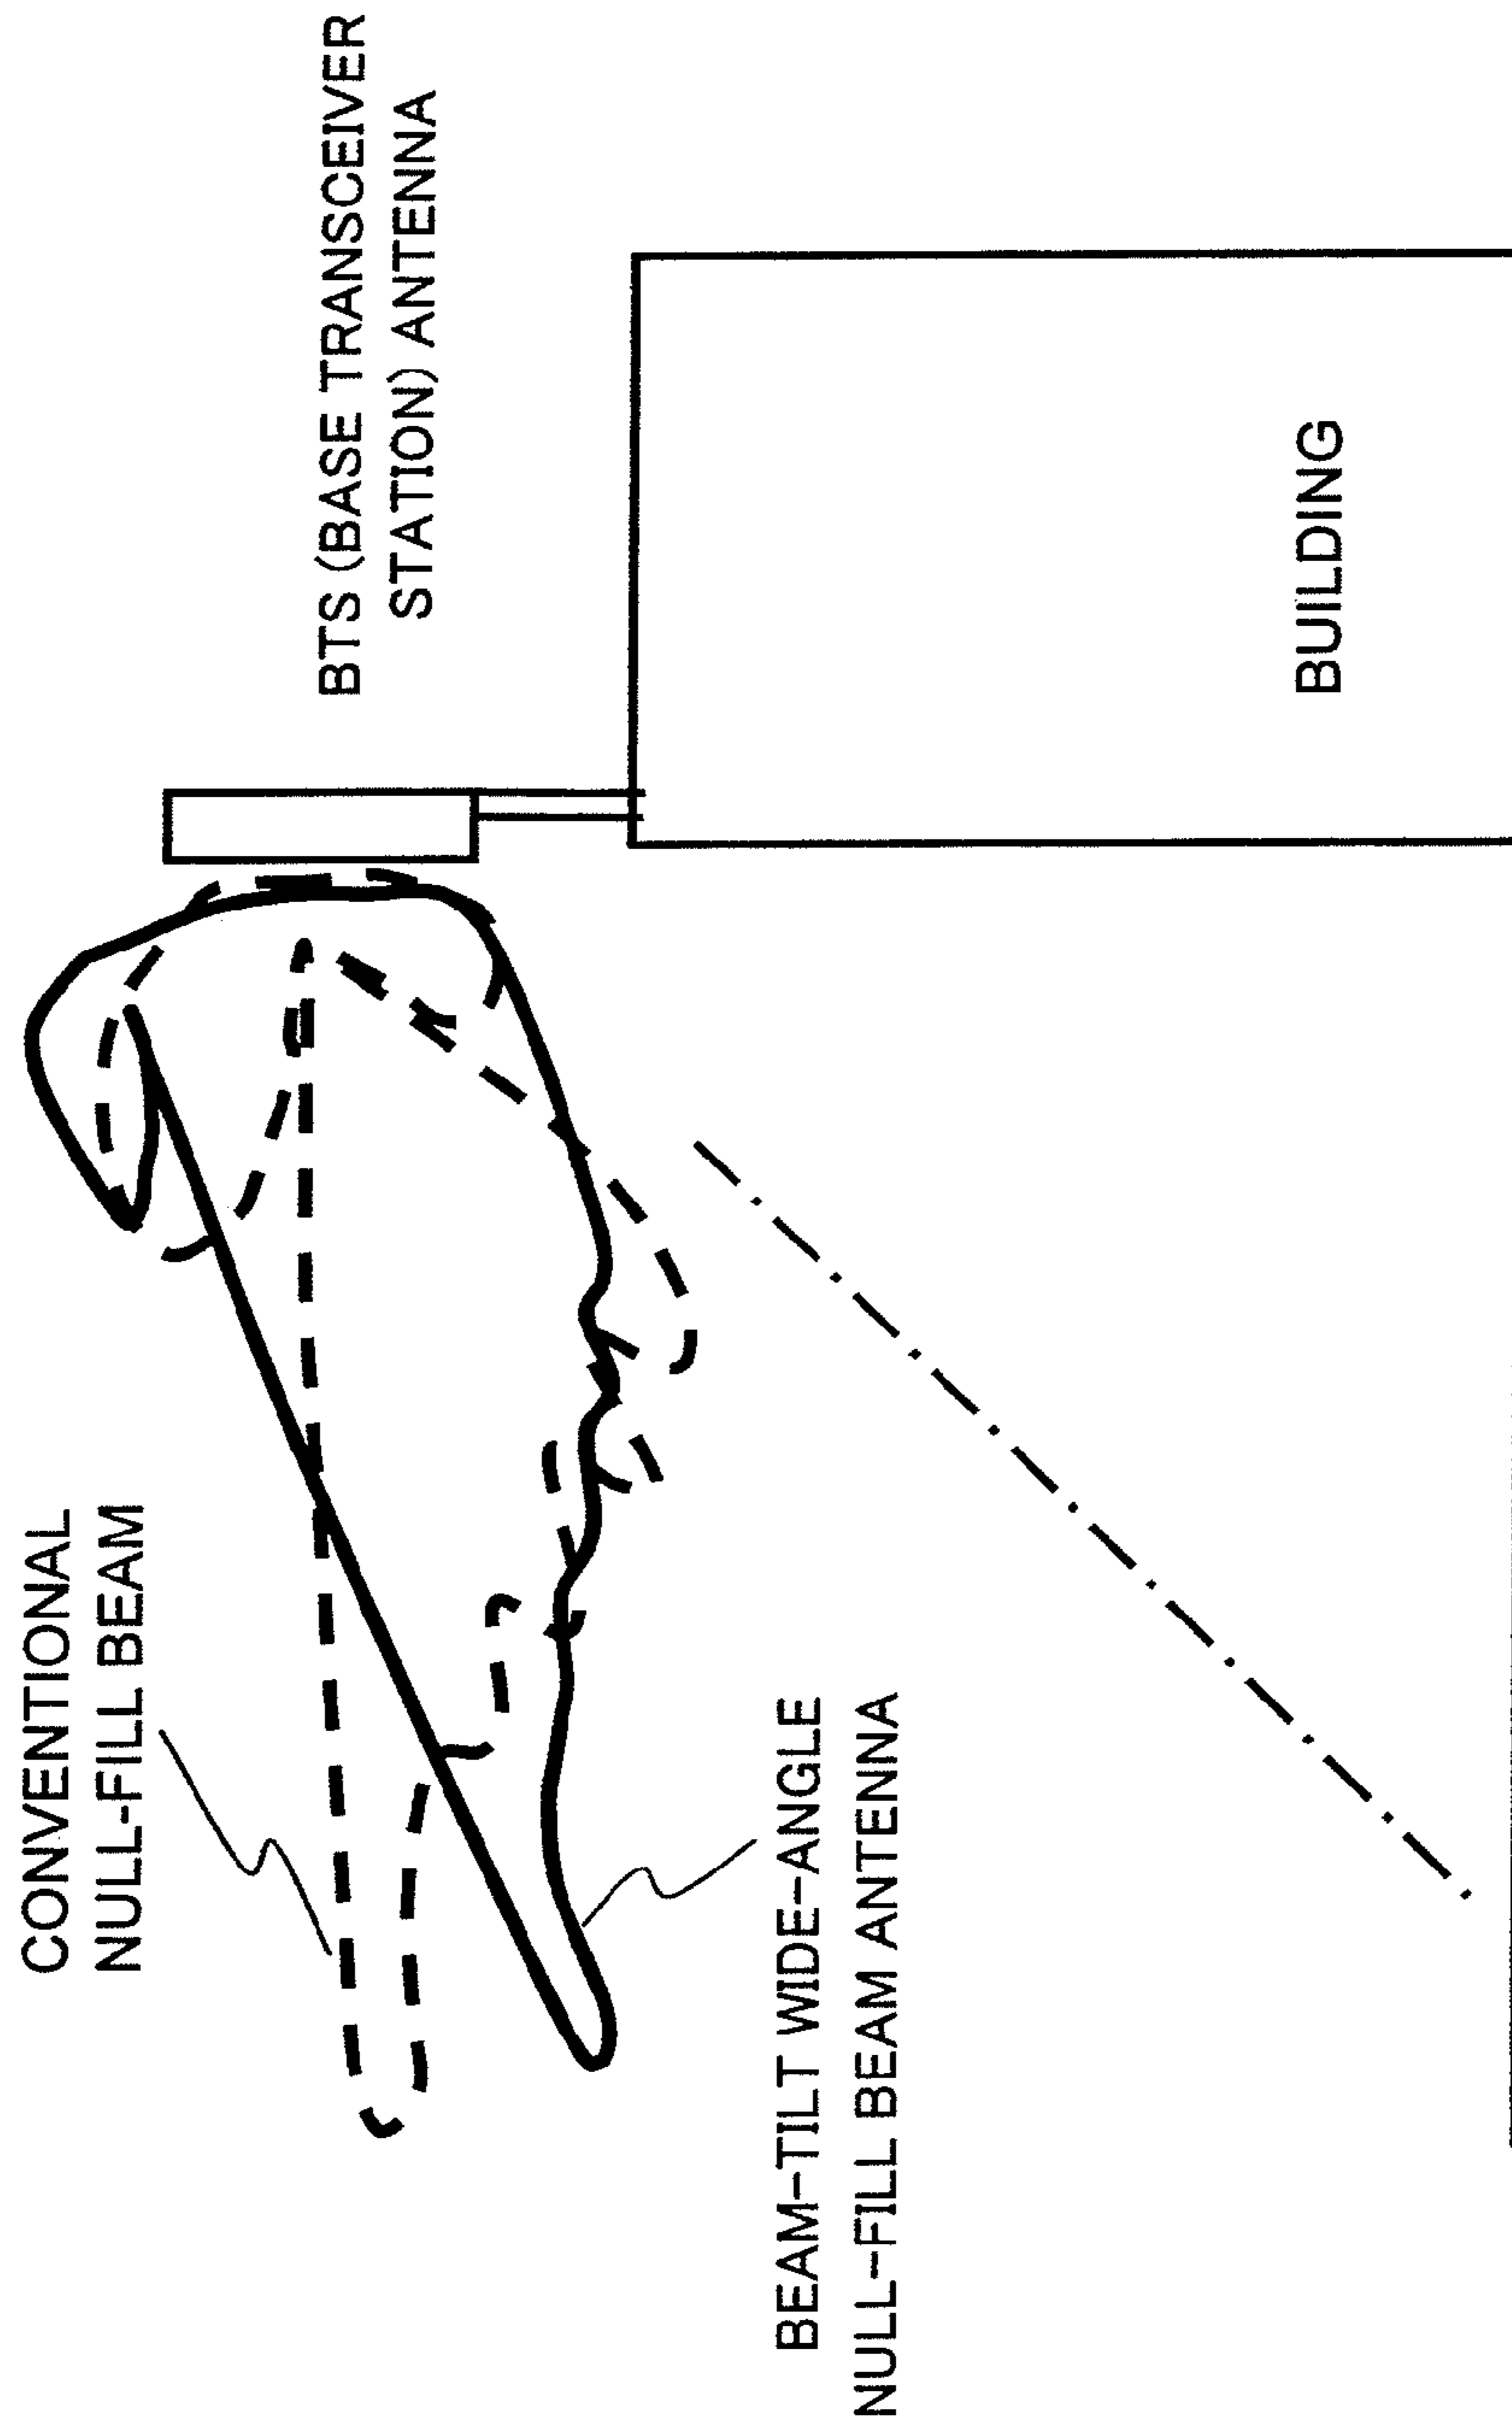 CONVENTIONAL
NULL-FILL BEAM
BTS (BASE TRANSCEIVER
STATION) ANTENNA
BEAM-TILT WIDE-ANGLE
NULL-FILL BEAM ANTENNA
BUILDING